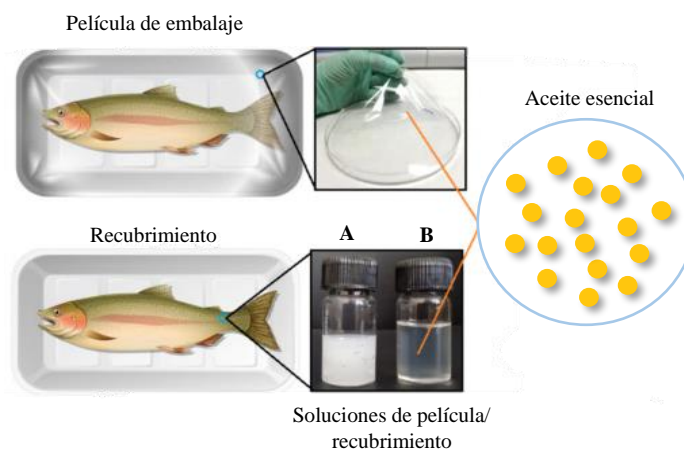 Película de embalaje
Aceite esencial
Recubrimiento
A
B
Soluciones de película/
recubrimiento